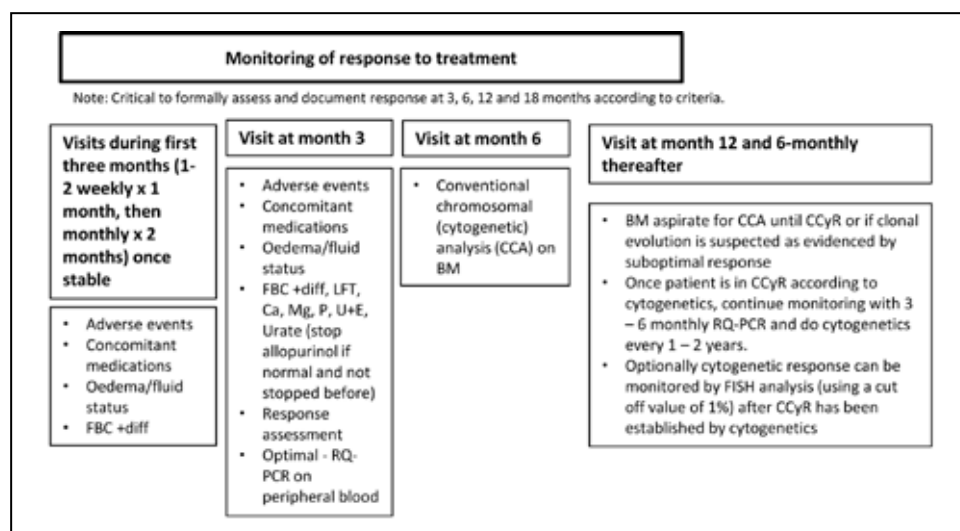 Monitoring of response to treatment
Note: Critical to formally assess and document response at 3, 6, 12 and 18 months according to criteria.
Visits during first
three months (1-
2 weekly x 1
month, then
monthly x 2
months) once
stable
• Adverse events
• Concomitant
medications
• Oedema/fluid
status
• FBC +diff
Visit at month 3
• Adverse events
• Concomitant
medications
• Oedema/fluid
status
• FBC +diff, LFT,
Ca, Mg, P, U+E,
Urate (stop
allopurinol if
normal and not
stopped before)
• Response
assessment
• Optimal - RQ-
PCR on
peripheral blood
Visit at month 6
• Conventional
chromosomal
(cytogenetic)
analysis (CCA) on
BM
Visit at month 12 and 6-monthly
thereafter
• BM aspirate for CCA until CCyR or if clonal
evolution is suspected as evidenced by
suboptimal response
• Once patient is in CCyR according to
cytogenetics, continue monitoring with 3
– 6 monthly RQ-PCR and do cytogenetics
every 1 – 2 years.
• Optionally cytogenetic response can be
monitored by FISH analysis (using a cut
off value of 1%) after CCyR has been
established by cytogenetics